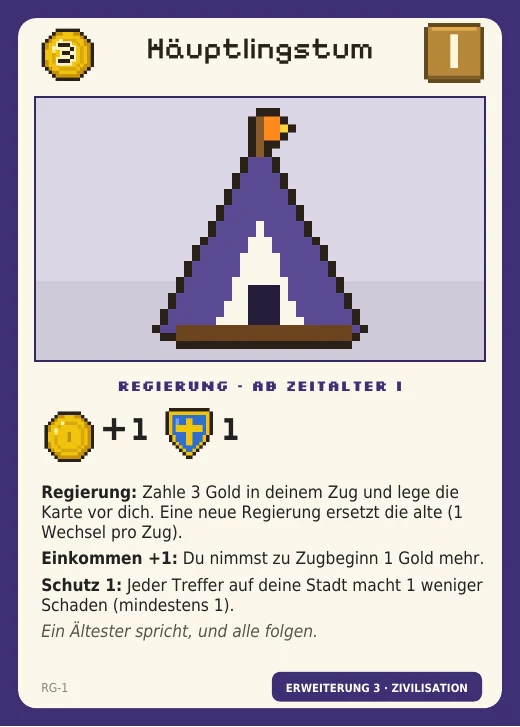 3
Häuptlingstum
I
REGIERUNG - AB ZEITALTER I
+1 1
Regierung: Zahle 3 Gold in deinem Zug und lege die
Karte vor dich. Eine neue Regierung ersetzt die alte (1
Wechsel pro Zug).
Einkommen +1: Du nimmst zu Zugbeginn 1 Gold mehr.
Schutz 1: Jeder Treffer auf deine Stadt macht 1 weniger
Schaden (mindestens 1).
Ein Ältester spricht, und alle folgen.
RG-1
ERWEITERUNG 3 · ZIVILISATION